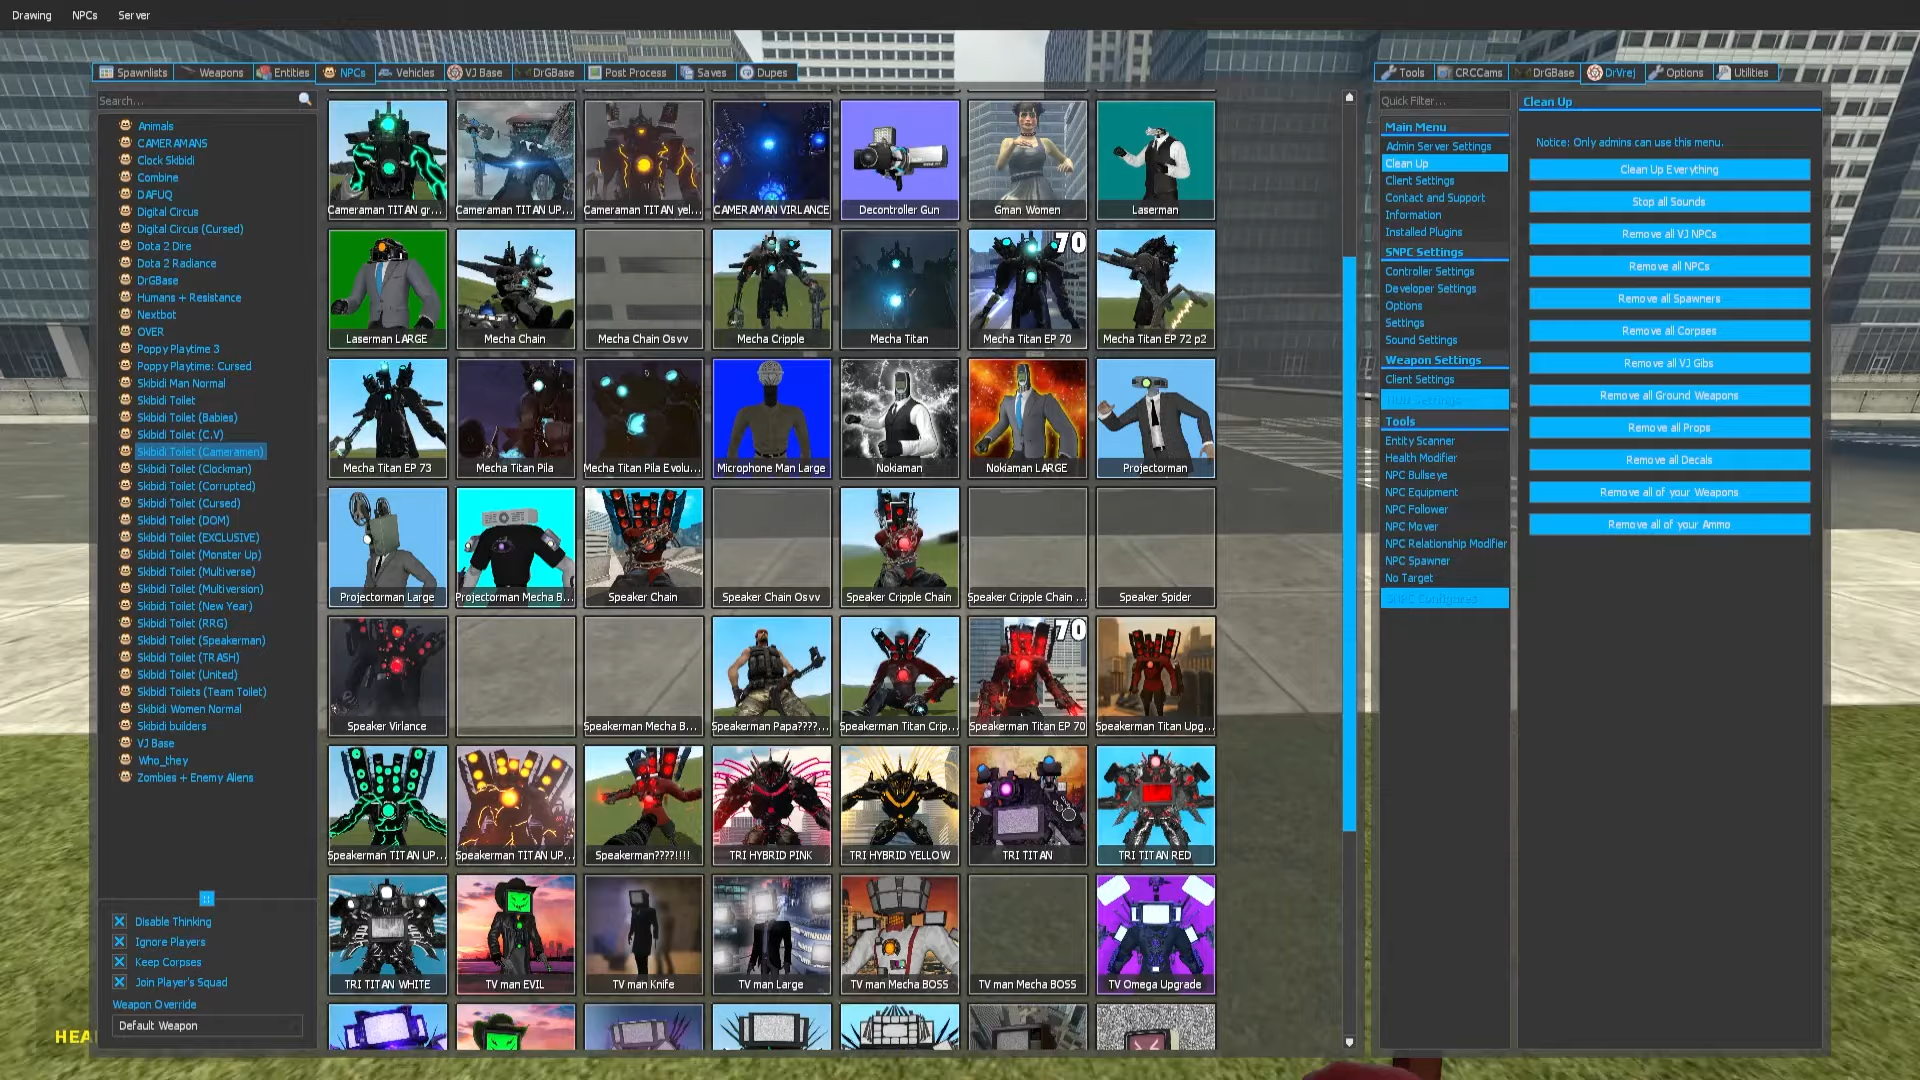 Drawing NPCs Server
Spawnlists Weapons Entities NPCs Vehicles VJ Base DrGBase Post Process Saves Dupes
Search...
Animals
CAMERAMANS
Clock Skibidi
Combine
DAFUQ
Digital Circus
Digital Circus (Cursed)
Dota 2 Dire
Dota 2 Radiance
DrGBase
Humans + Resistance
Nextbot
OVER
Poppy Playtime 3
Poppy Playtime: Cursed
Skibidi Man Normal
Skibidi Toilet
Skibidi Toilet (Babies)
Skibidi Toilet (C.V)
Skibidi Toilet (Cameramen)
Skibidi Toilet (Clockman)
Skibidi Toilet (Corrupted)
Skibidi Toilet (Cursed)
Skibidi Toilet (DOM)
Skibidi Toilet (EXCLUSIVE)
Skibidi Toilet (Monster Up)
Skibidi Toilet (Multiverse)
Skibidi Toilet (Multiversion)
Skibidi Toilet (New Year)
Skibidi Toilet (RRG)
Skibidi Toilet (Speakerman)
Skibidi Toilet (TRASH)
Skibidi Toilet (United)
Skibidi Toilets (Team Toilet)
Skibidi Women Normal
Skibidi builders
VJ Base
Who_they
Zombies + Enemy Aliens
Disable Thinking
Ignore Players
Keep Corpses
Join Player's Squad
Weapon Override
Default Weapon
HEA
Cameraman TITAN gr... Cameraman TITAN UP... Cameraman TITAN yel... CAMERAMAN VIRLANCE Decontroller Gun Gman Women Laserman
70
Laserman LARGE Mecha Chain Mecha Chain Osvv Mecha Cripple Mecha Titan Mecha Titan EP 70 Mecha Titan EP 72 p2
Mecha Titan EP 73 Mecha Titan Pila Mecha Titan Pila Evolu... Microphone Man Large Nokiaman Nokiaman LARGE Projectorman
Projectorman Large Projectorman Mecha B... Speaker Chain Speaker Chain Osvv Speaker Cripple Chain Speaker Cripple Chain ... Speaker Spider
70
Speaker Virlance Speakerman Mecha B... Speakerman Papa????... Speakerman Titan Crip... Speakerman Titan EP 70 Speakerman Titan Upg...
Speakerman TITAN UP... Speakerman TITAN UP... Speakerman????!!!! TRI HYBRID PINK TRI HYBRID YELLOW TRI TITAN TRI TITAN RED
TRI TITAN WHITE TV man EVIL TV man Knife TV man Large TV man Mecha BOSS TV man Mecha BOSS TV Omega Upgrade
Tools CRCCams DrGBase DrVrej Options Utilities
Quick Filter...
Main Menu
Admin Server Settings
Clean Up
Client Settings
Contact and Support
Information
Installed Plugins
SNPC Settings
Controller Settings
Developer Settings
Options
Settings
Sound Settings
Weapon Settings
Client Settings
HUD Settings
Tools
Entity Scanner
Health Modifier
NPC Bullseye
NPC Equipment
NPC Follower
NPC Mover
NPC Relationship Modifier
NPC Spawner
No Target
SNPC Configures
Clean Up
Notice: Only admins can use this menu.
Clean Up Everything
Stop all Sounds
Remove all VJ NPCs
Remove all NPCs
Remove all Spawners
Remove all Corpses
Remove all VJ Gibs
Remove all Ground Weapons
Remove all Props
Remove all Decals
Remove all of your Weapons
Remove all of your Ammo